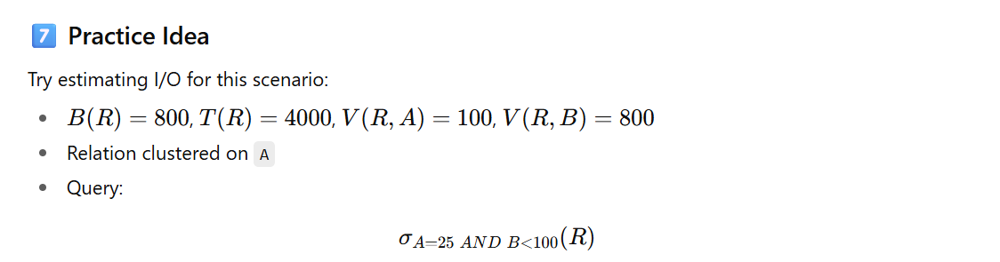 7️⃣ Practice Idea
Try estimating I/O for this scenario:
• B(R) = 800, T(R) = 4000, V(R, A) = 100, V(R, B) = 800
• Relation clustered on A
• Query:
σ_{A=25 AND B<100}(R)